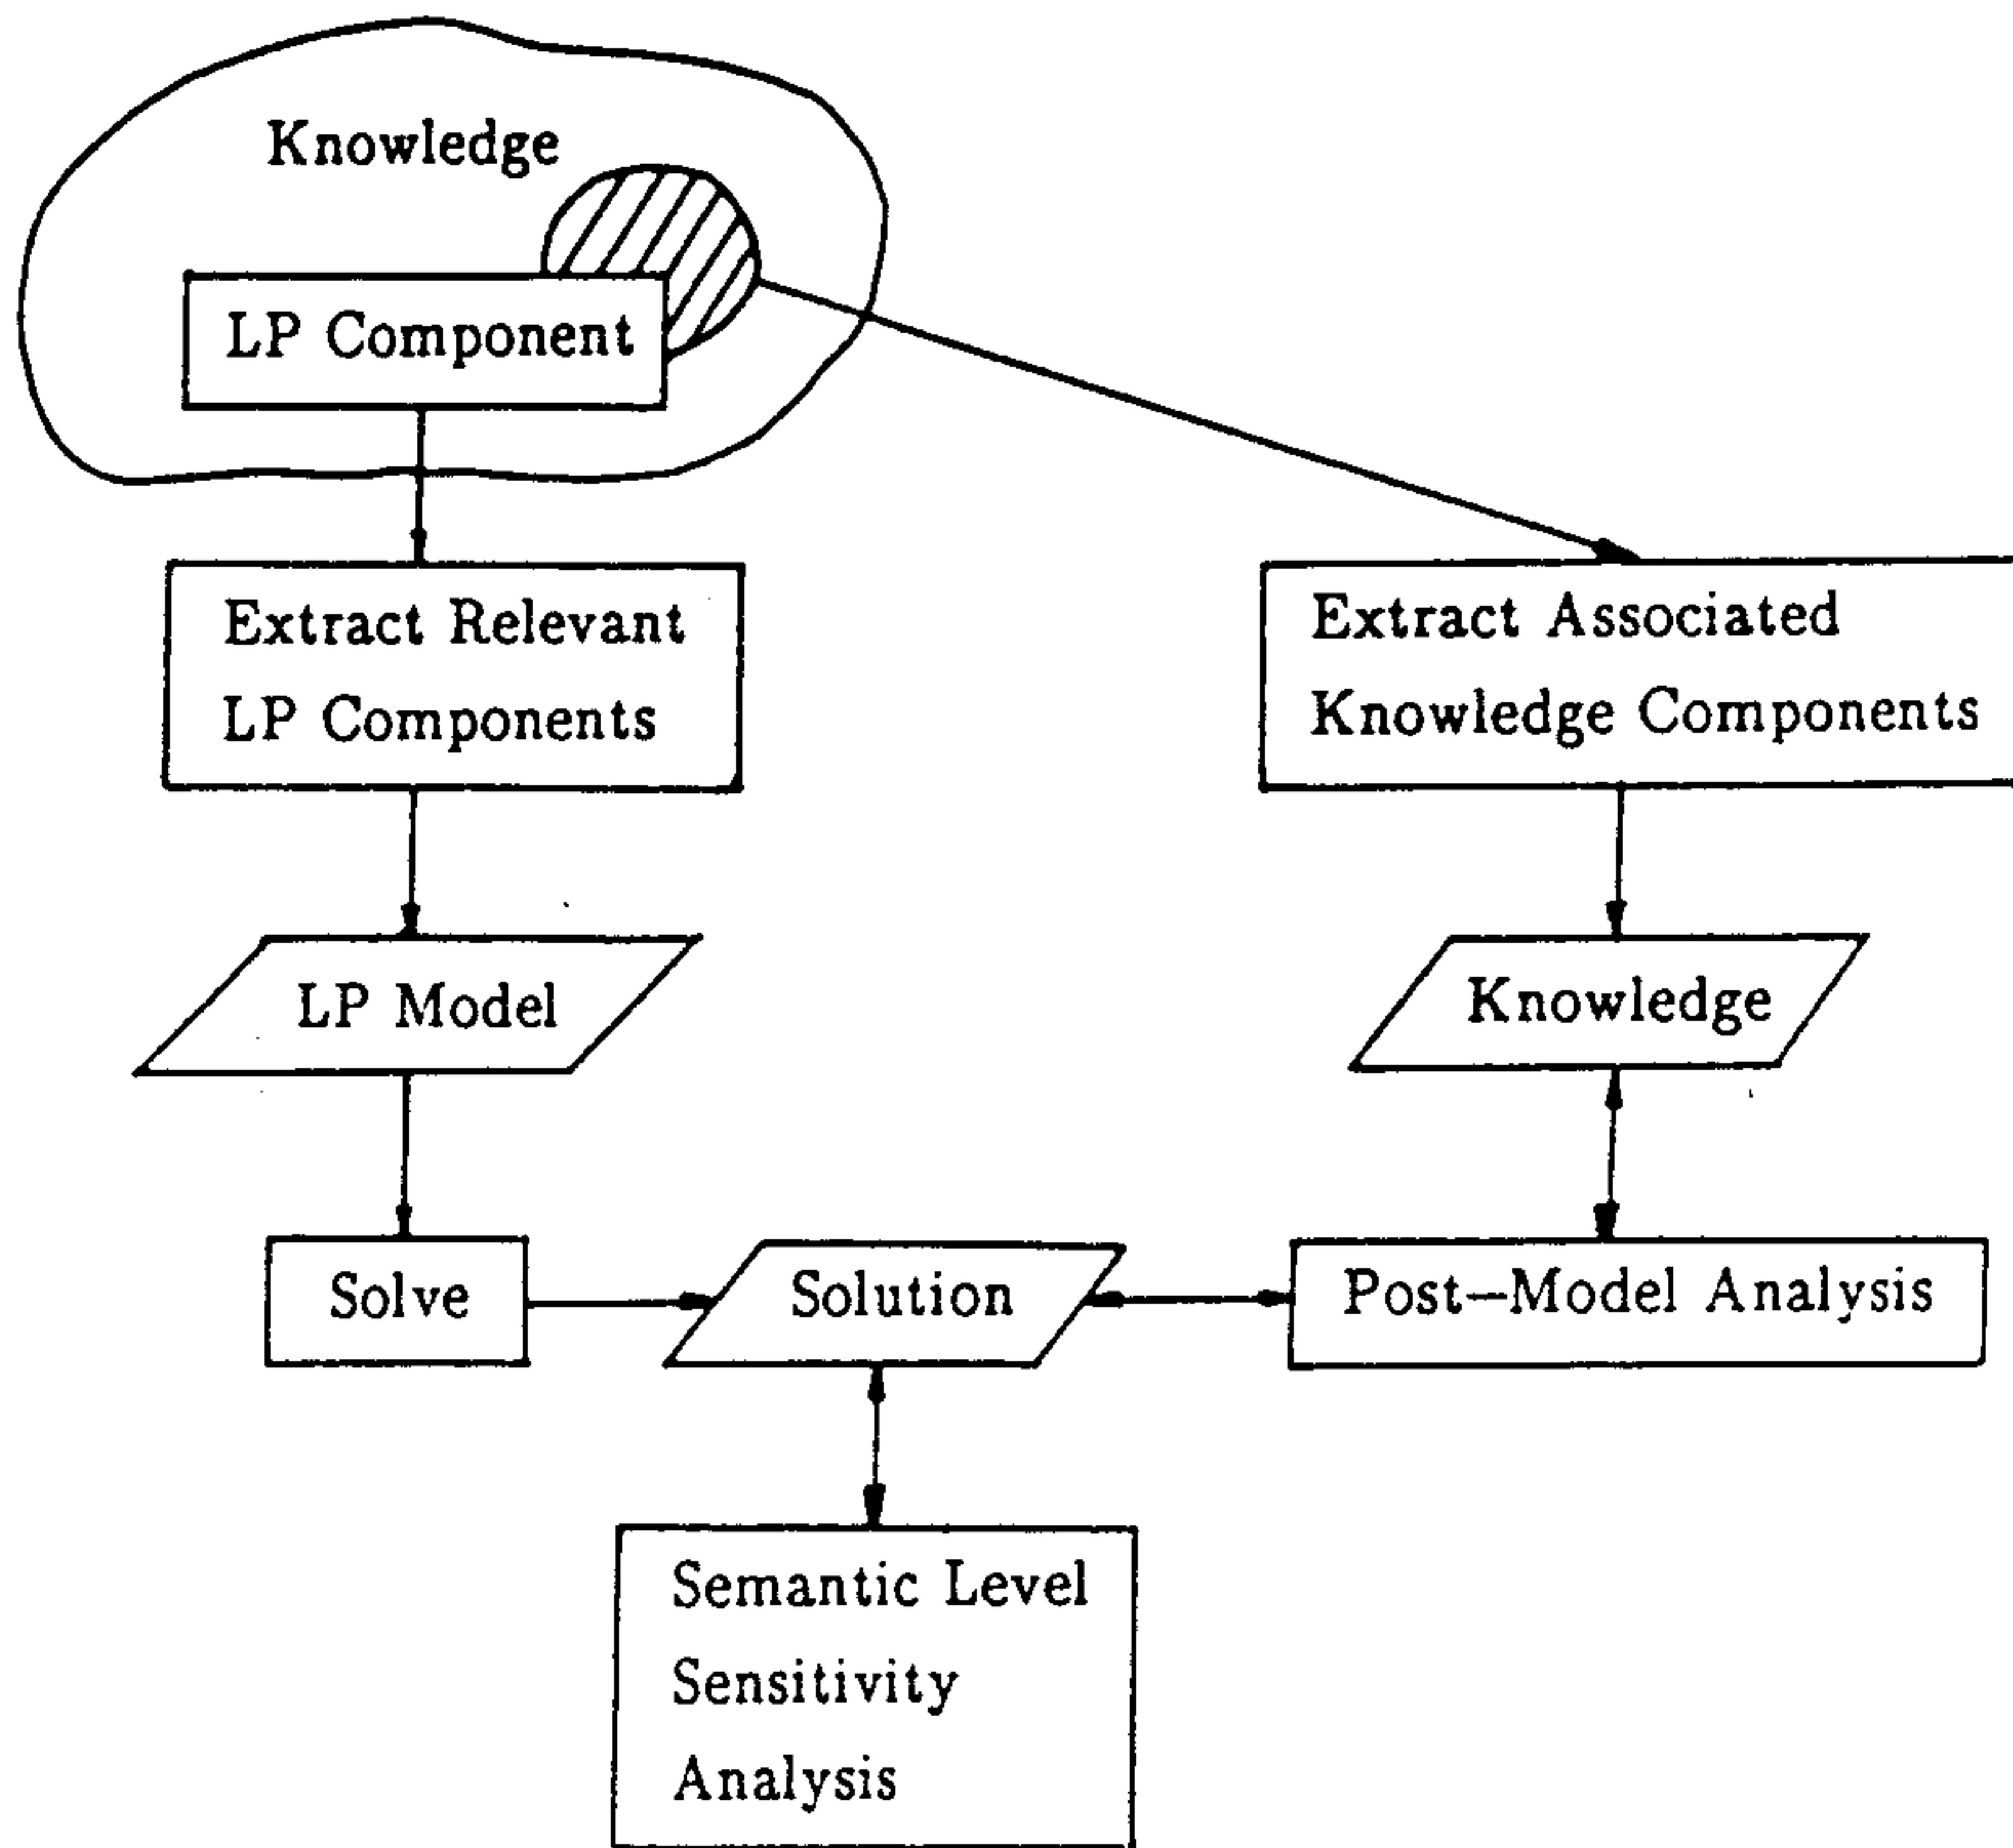 Knowledge
LP Component
Extract Relevant
LP Components
Extract Associated
Knowledge Components
LP Model
Knowledge
Solve
Solution
Post-Model Analysis
Semantic Level
Sensitivity
Analysis